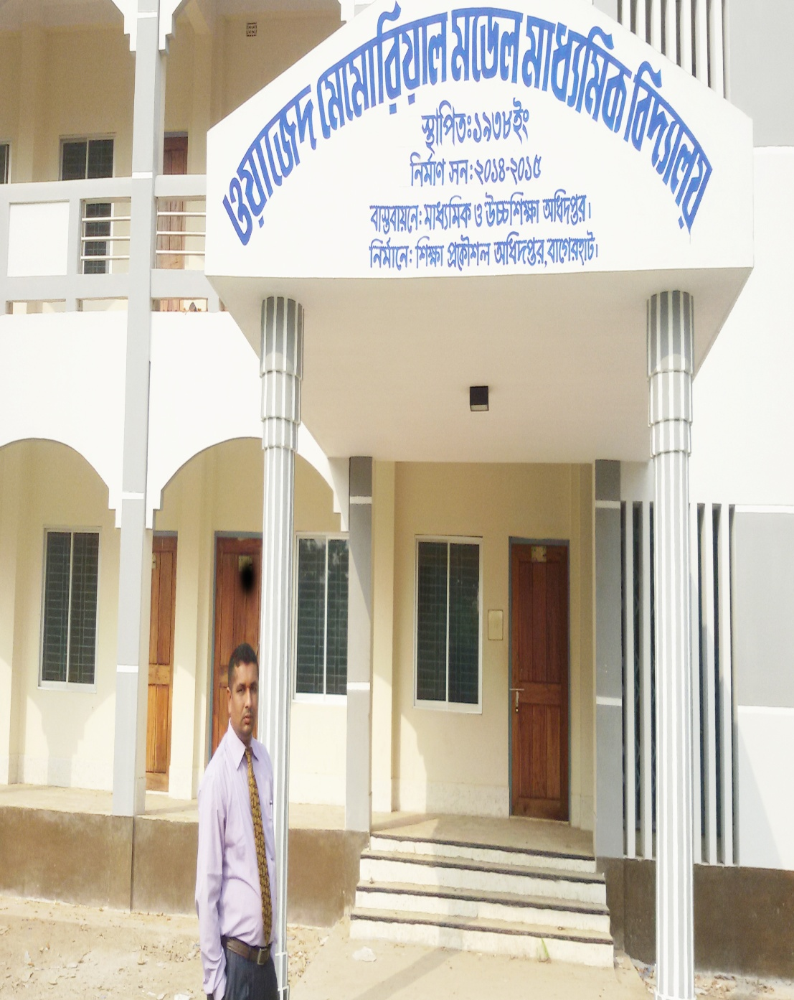 ওয়াজেদ মেমোরিয়াল মডেল মাধ্যমিক বিদ্যালয়
স্থাপিতঃ১৯৩৮ইং
নির্মাণ সন:২০১৪-২০১৫
বাস্তবায়নে: মাধ্যমিক ও উচ্চশিক্ষা অধিদপ্তর।
নির্মানে: শিক্ষা প্রকৌশল অধিদপ্তর,বাগেরহাট।